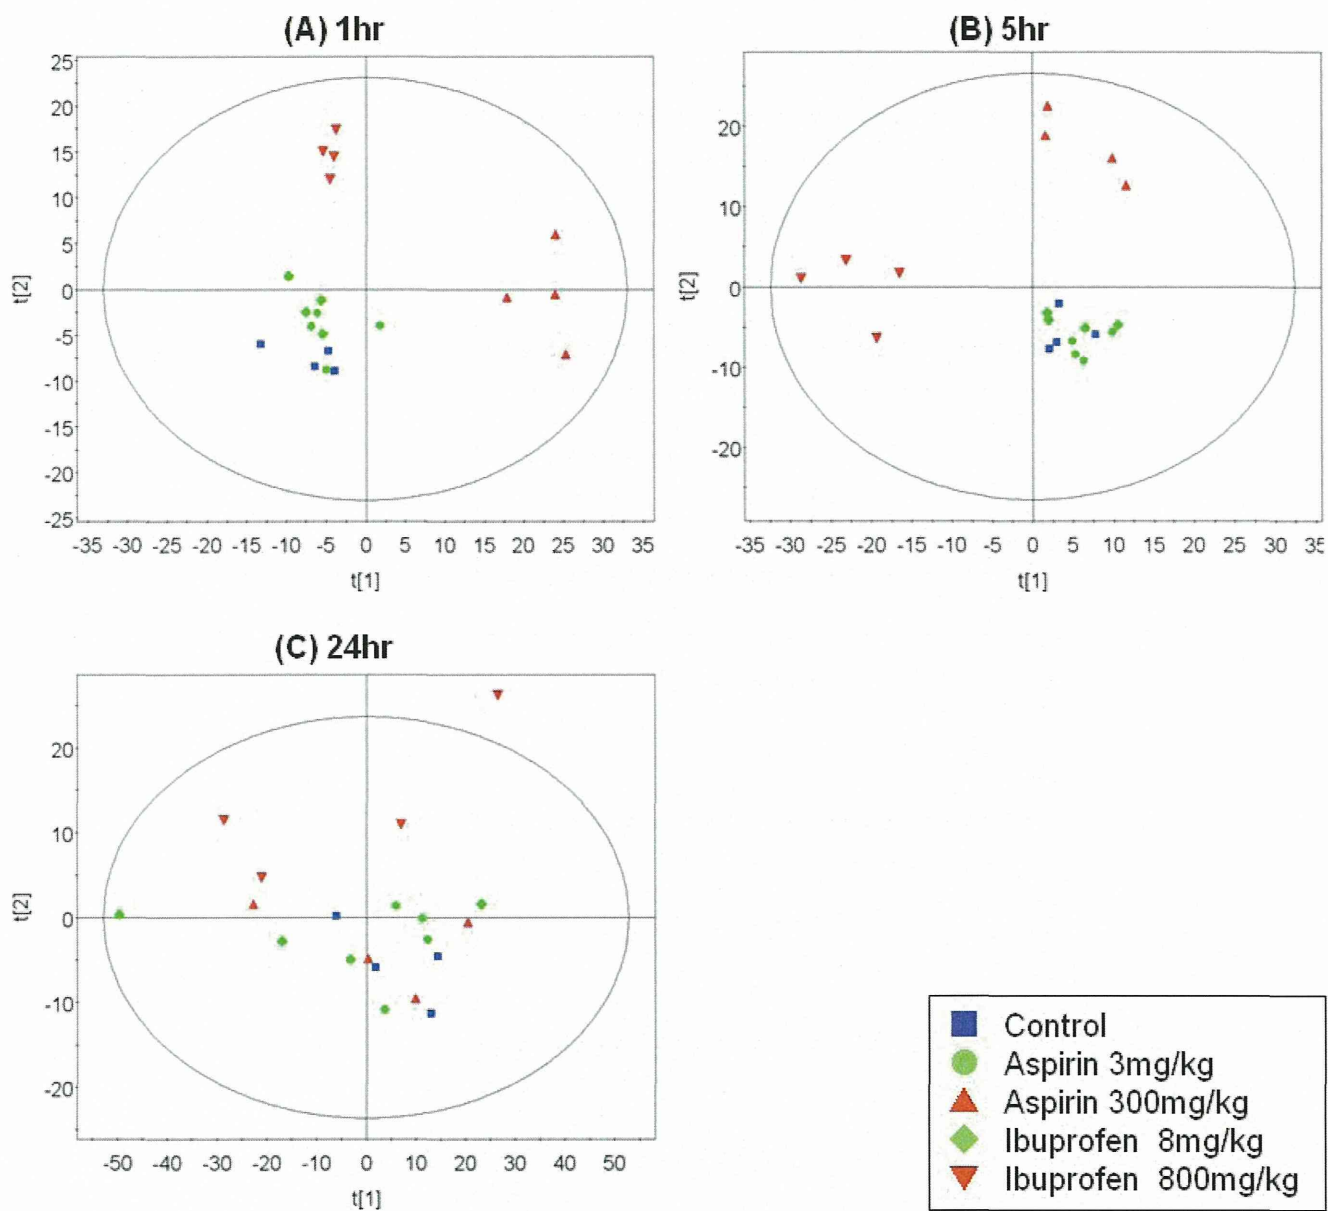 (A) 1hr
25
20
15
10
5
0
-5
-10
-15
-20
-25
t[2]
-35 -30 -25 -20 -15 -10 -5 0 5 10 15 20 25 30 35
t[1]
(B) 5hr
20
10
0
-10
-20
t[2]
-35 -30 -25 -20 -15 -10 -5 0 5 10 15 20 25 30 35
t[1]
(C) 24hr
20
10
0
-10
-20
t[2]
-50 -40 -30 -20 -10 0 10 20 30 40 50
t[1]
Control
Aspirin 3mg/kg
Aspirin 300mg/kg
Ibuprofen 8mg/kg
Ibuprofen 800mg/kg